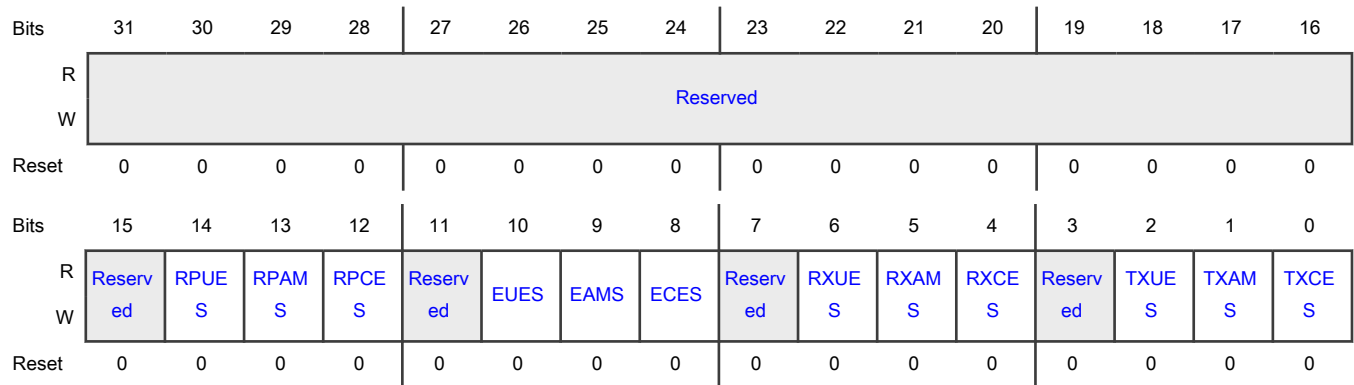 Bits 31 30 29 28 27 26 25 24 23 22 21 20 19 18 17 16
R
Reserved
W
Reset 0 0 0 0 0 0 0 0 0 0 0 0 0 0 0 0
Bits 15 14 13 12 11 10 9 8 7 6 5 4 3 2 1 0
R Reserv RPUE RPAM RPCE Reserv EUES EAMS ECES Reserv RXUE RXAM RXCE Reserv TXUE TXAM TXCE
W ed S S S ed ed S S S ed S S S
Reset 0 0 0 0 0 0 0 0 0 0 0 0 0 0 0 0